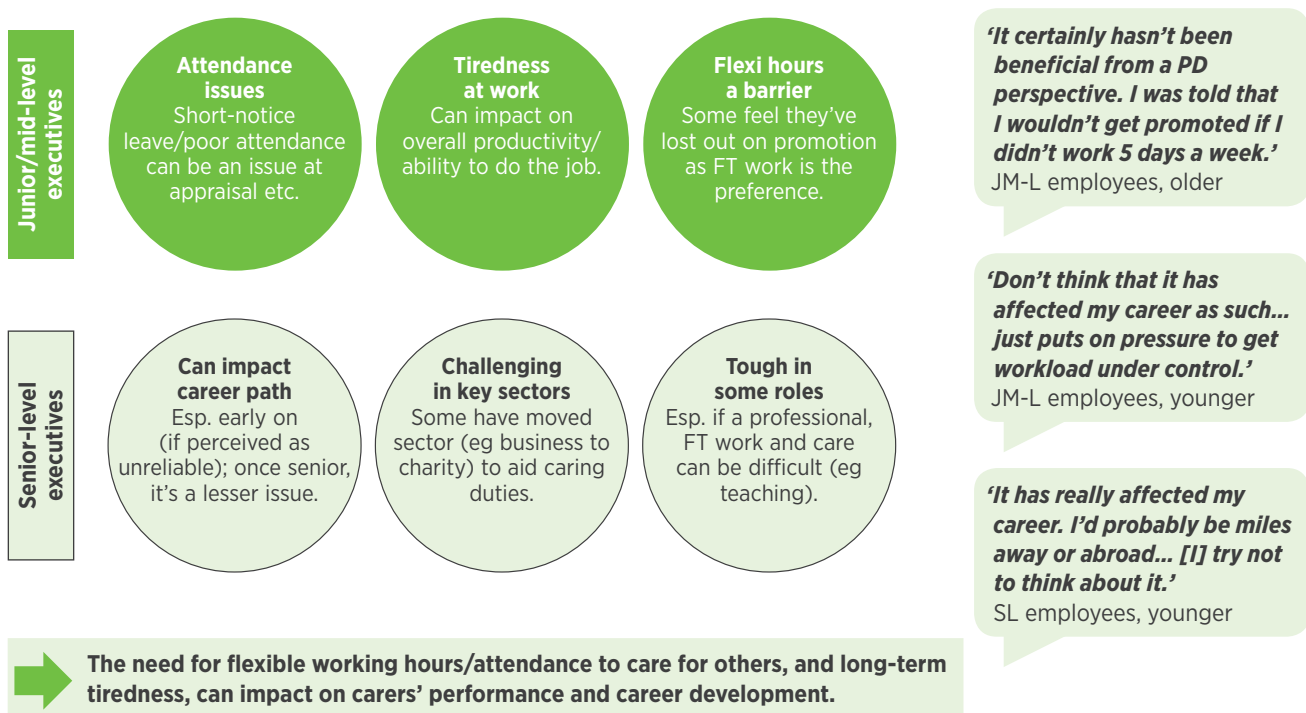 Junior/mid-level
executives
Attendance
issues
Short-notice
leave/poor attendance
can be an issue at
appraisal etc.
Tiredness
at work
Can impact on
overall productivity/
ability to do the job.
Flexi hours
a barrier
Some feel they’ve
lost out on promotion
as FT work is the
preference.
Senior-level
executives
Can impact
career path
Esp. early on
(if perceived as
unreliable); once senior,
it’s a lesser issue.
Challenging
in key sectors
Some have moved
sector (eg business to
charity) to aid caring
duties.
Tough in
some roles
Esp. if a professional,
FT work and care
can be difficult (eg
teaching).
‘It certainly hasn’t been
beneficial from a PD
perspective. I was told that
I wouldn’t get promoted if I
didn’t work 5 days a week.’
JM-L employees, older
‘Don’t think that it has
affected my career as such...
just puts on pressure to get
workload under control.’
JM-L employees, younger
‘It has really affected my
career. I’d probably be miles
away or abroad... [I] try not
to think about it.’
SL employees, younger
The need for flexible working hours/attendance to care for others, and long-term
tiredness, can impact on carers’ performance and career development.